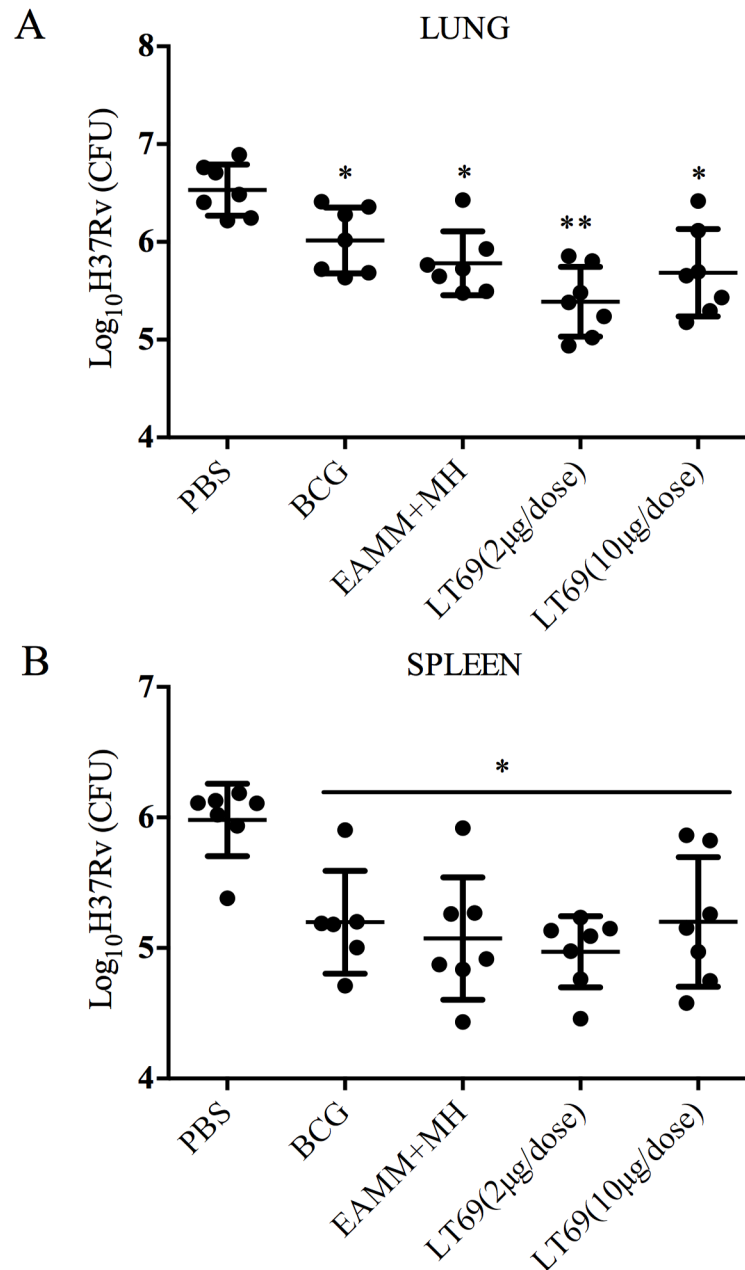 A
LUNG
Log10H37Rv (CFU)
8
7
6
5
4
*
*
**
*
PBS
BCG
EAMM+MH
LT69(2μg/dose)
LT69(10μg/dose)
B
SPLEEN
Log10H37Rv (CFU)
7
6
5
4
*
PBS
BCG
EAMM+MH
LT69(2μg/dose)
LT69(10μg/dose)